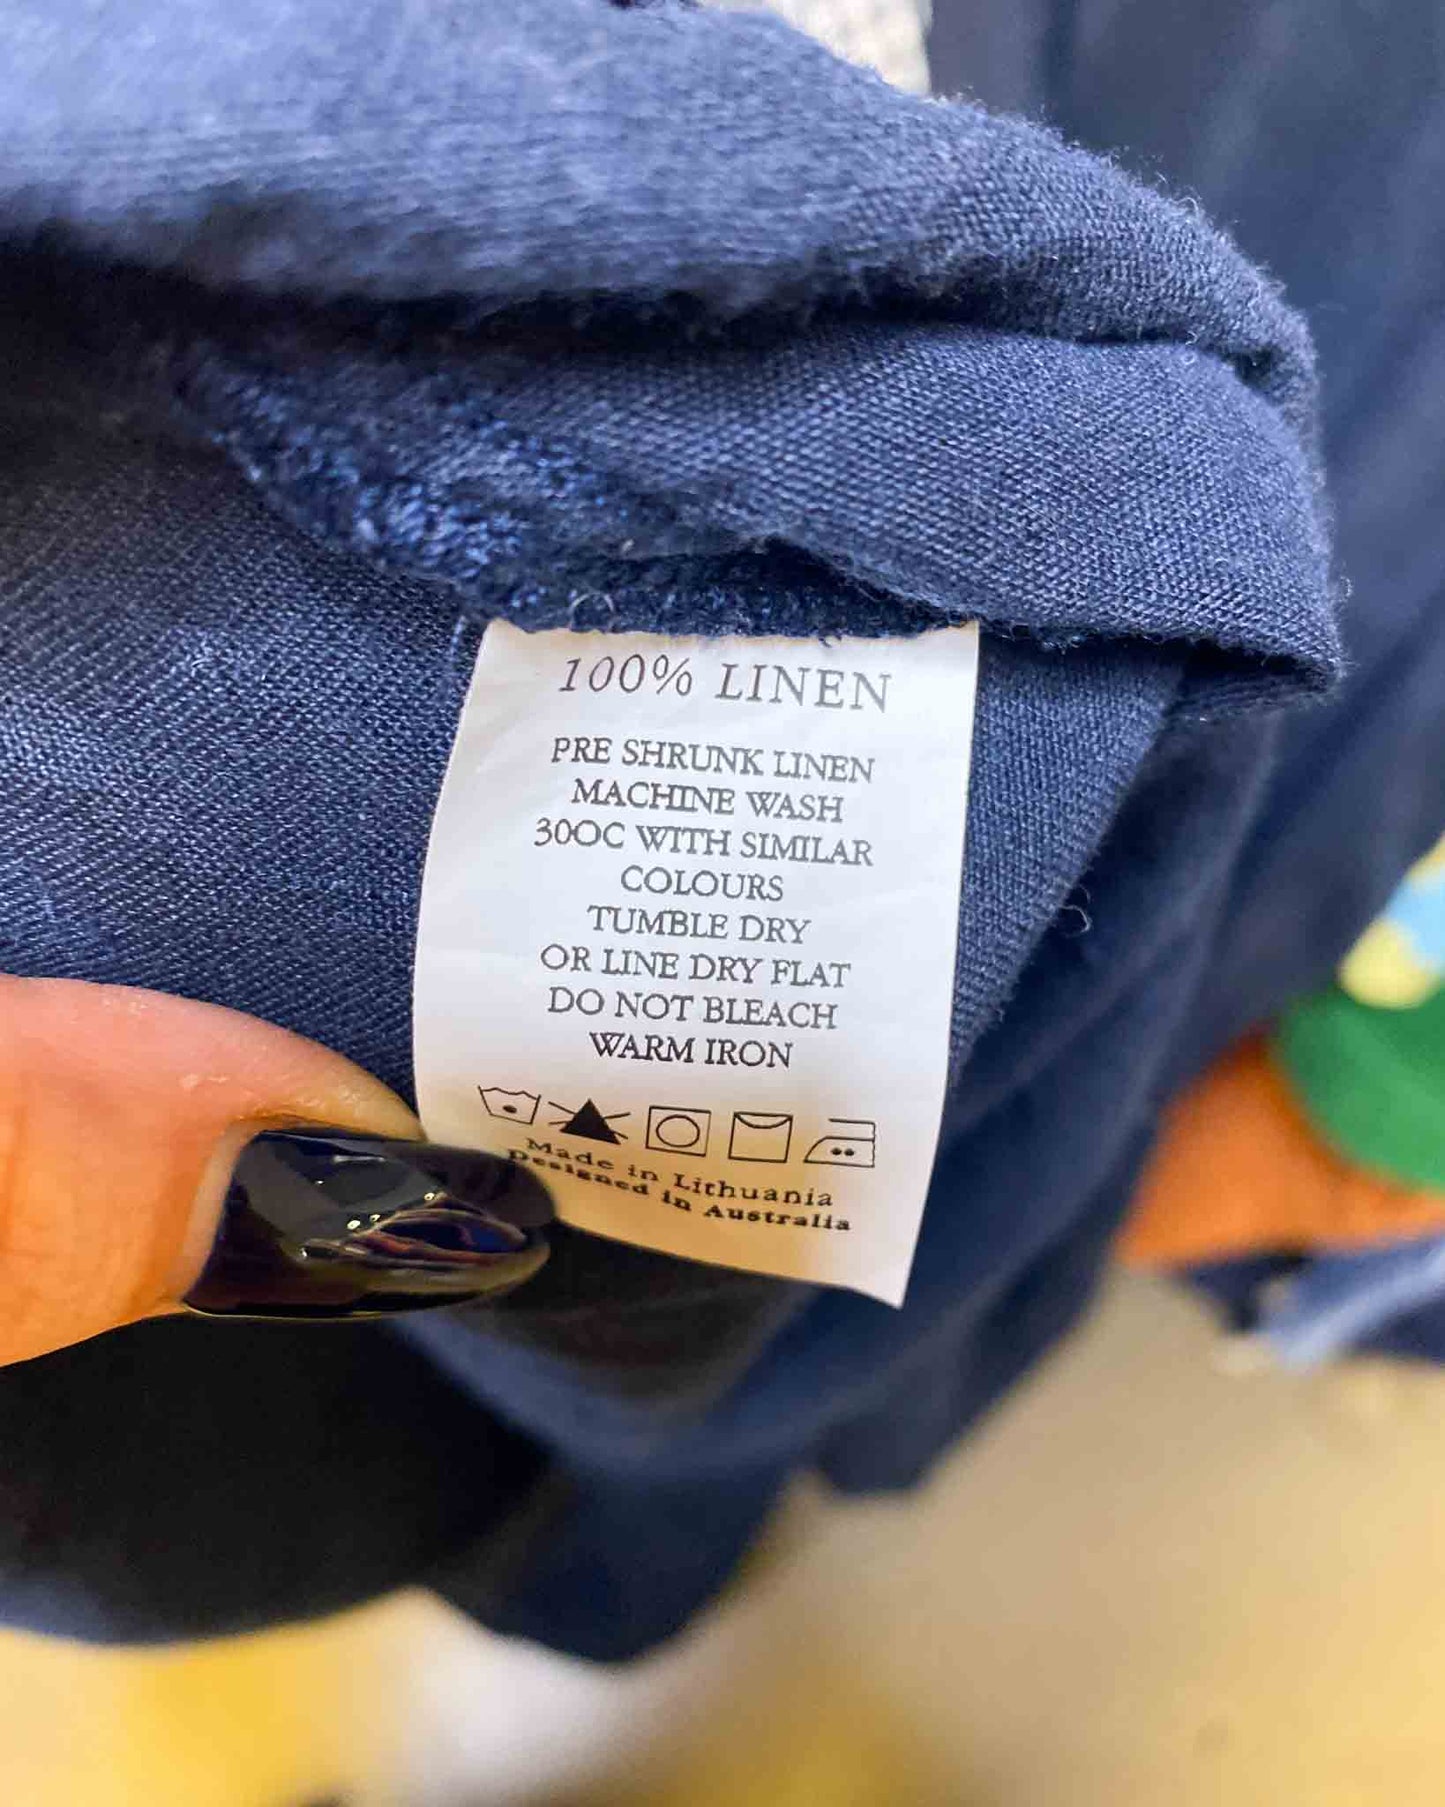 100% LINEN
PRE SHRUNK LINEN
MACHINE WASH
30OC WITH SIMILAR
COLOURS
TUMBLE DRY
OR LINE DRY FLAT
DO NOT BLEACH
WARM IRON
Made in Lithuania
Designed in Australia